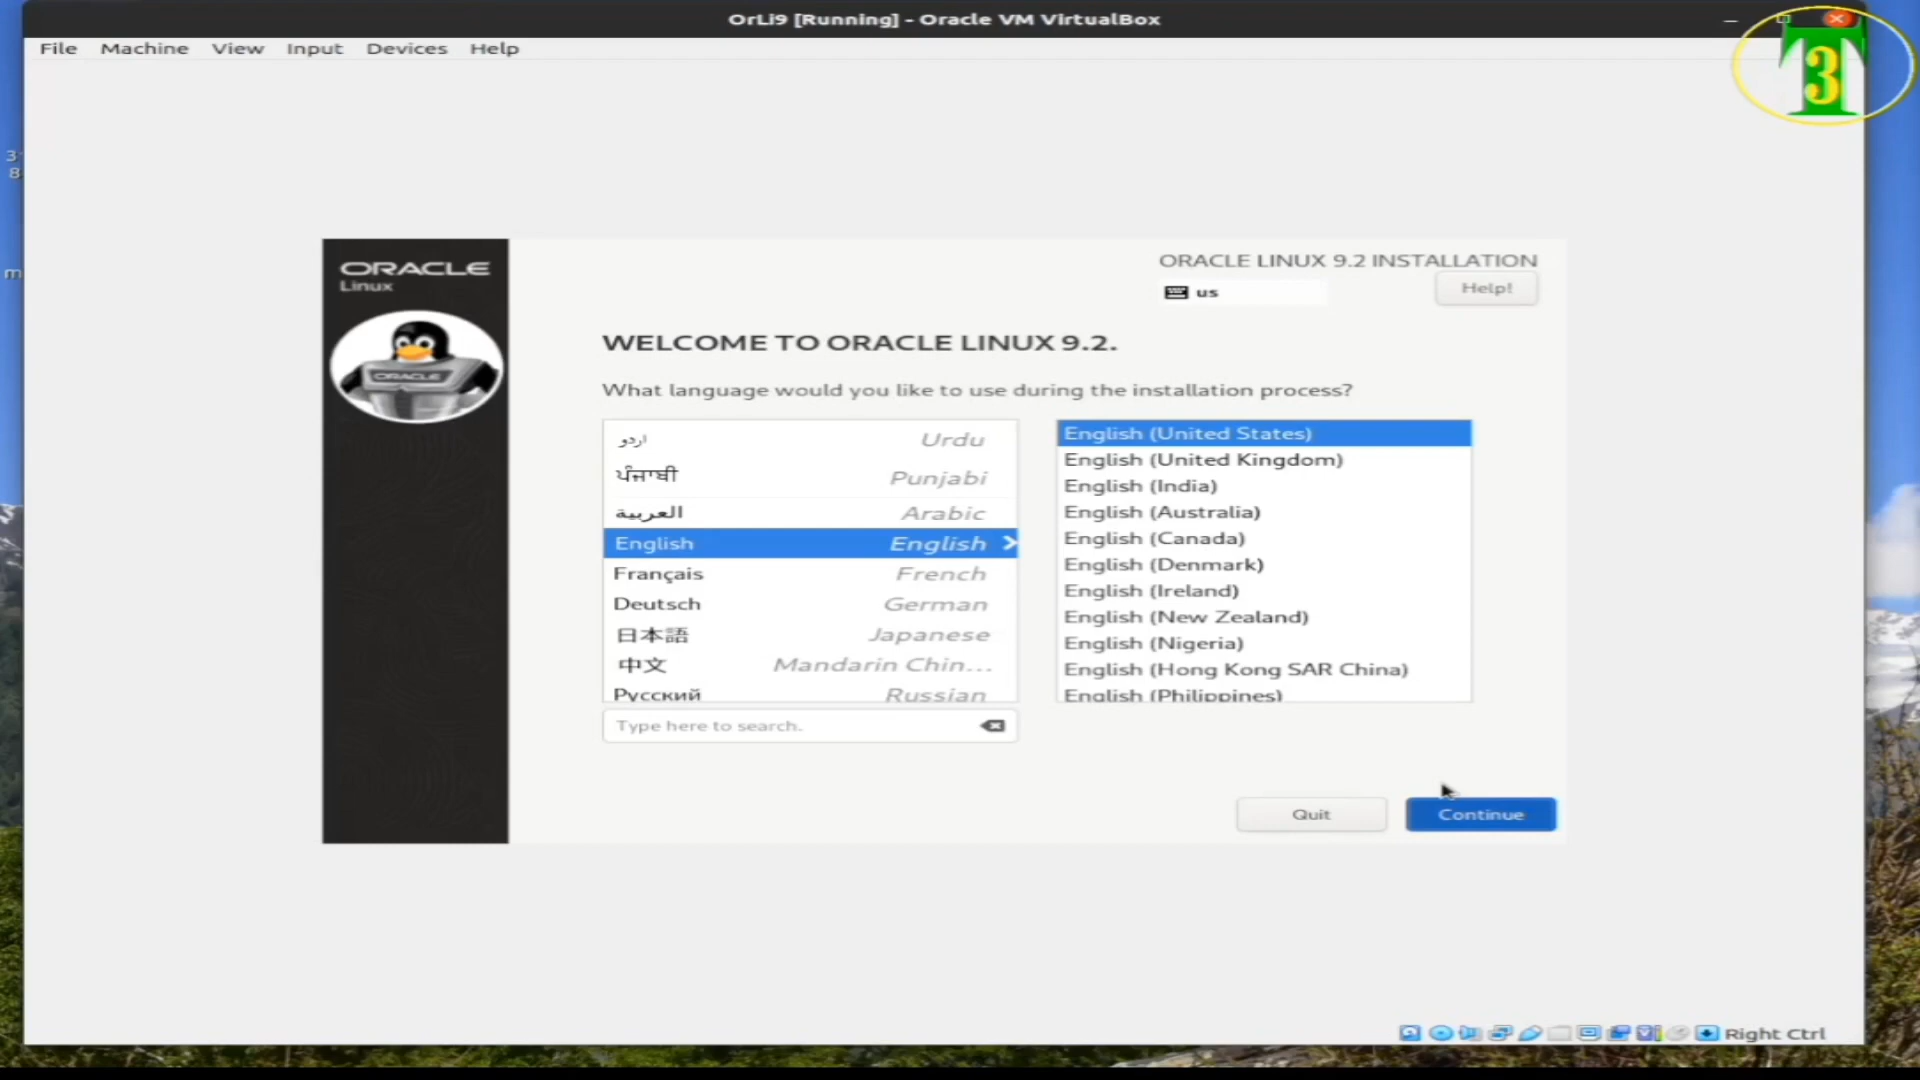 OrLi9 [Running] - Oracle VM VirtualBox
File Machine View Input Devices Help
3
ORACLE
Linux
ORACLE
ORACLE LINUX 9.2 INSTALLATION
us
Help!
WELCOME TO ORACLE LINUX 9.2.
What language would you like to use during the installation process?
اردو Urdu
ਪੰਜਾਬੀ Punjabi
العربية Arabic
English English
Français French
Deutsch German
日本語 Japanese
中文 Mandarin Chin...
Русский Russian
Type here to search.
English (United States)
English (United Kingdom)
English (India)
English (Australia)
English (Canada)
English (Denmark)
English (Ireland)
English (New Zealand)
English (Nigeria)
English (Hong Kong SAR China)
English (Philippines)
Quit
Continue
Right Ctrl